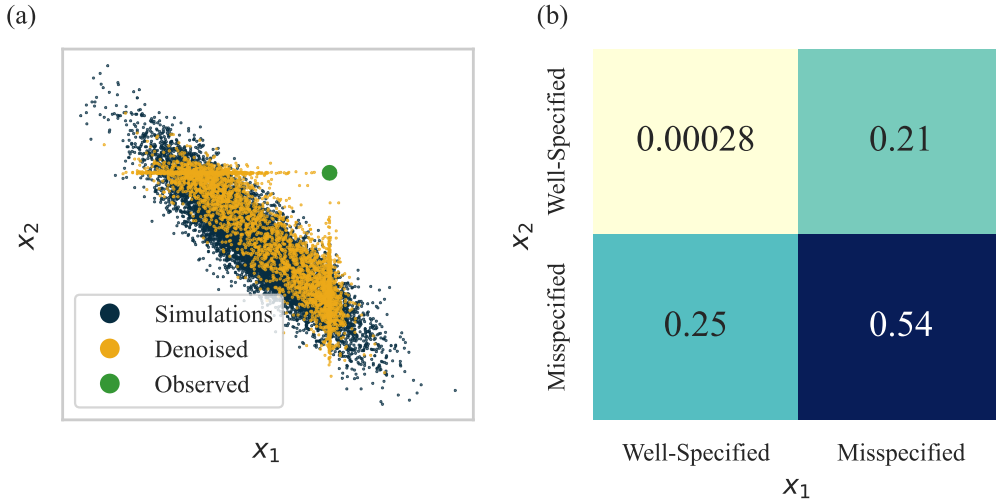 (a)
x₂
Simulations
Denoised
Observed
x₁
(b)
x₂
Well-Specified
Misspecified
0.00028
0.21
0.25
0.54
Well-Specified
Misspecified
x₁